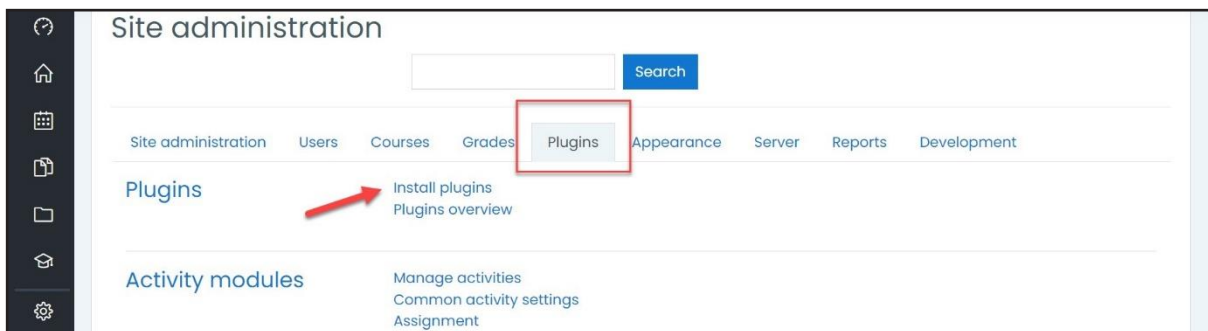 Site administration
Search
Site administration Users Courses Grades Plugins Appearance Server Reports Development
Plugins
Install plugins
Plugins overview
Activity modules
Manage activities
Common activity settings
Assignment